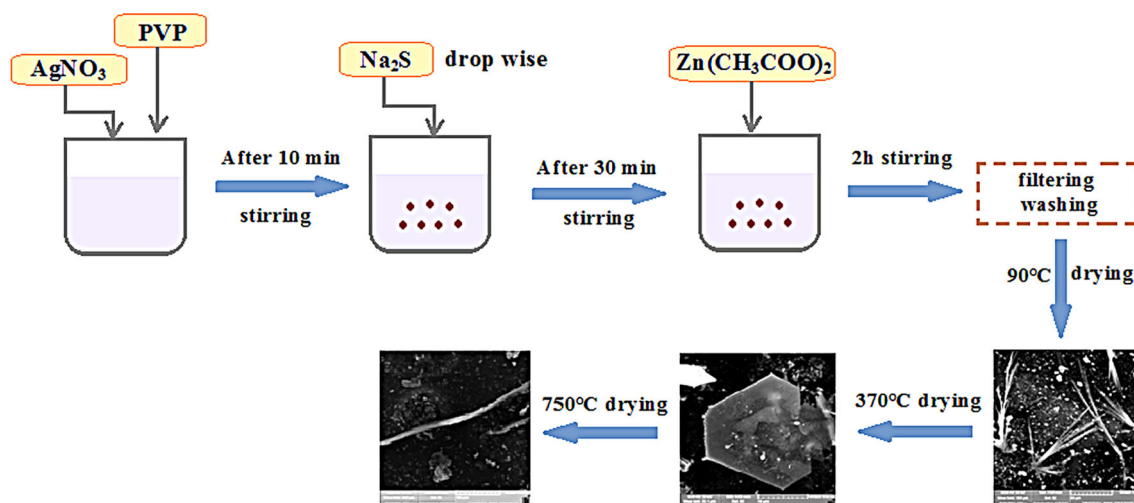 PVP
AgNO₃
Na₂S drop wise
Zn(CH₃COO)₂
After 10 min
stirring
After 30 min
stirring
2h stirring
filtering
washing
90°C drying
750°C drying
370°C drying